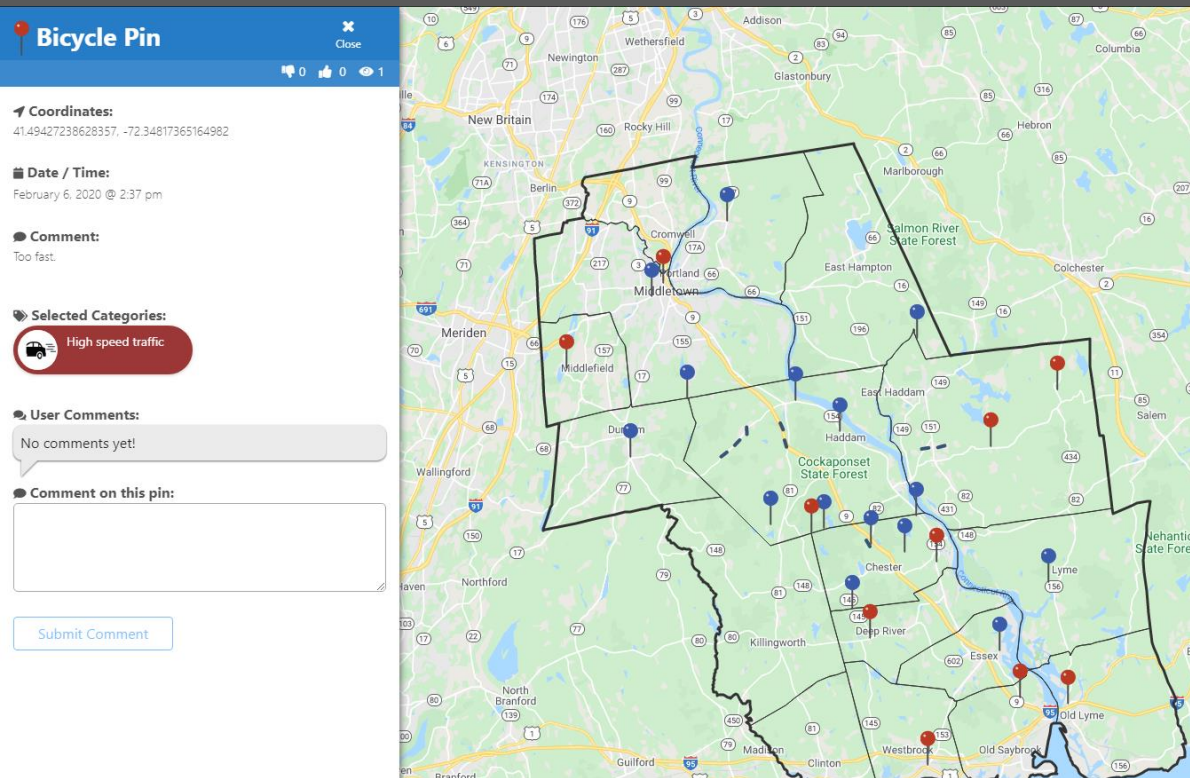 Bicycle Pin
Close
0 0 1
Coordinates:
41.49427238628357, -72.34817365164982
Date / Time:
February 6, 2020 @ 2:37 pm
Comment:
Too fast.
Selected Categories:
High speed traffic
User Comments:
No comments yet!
Comment on this pin:
Submit Comment
Addison
Wethersfield
Columbia
Newington
Glastonbury
New Britain
Rocky Hill
Hebron
KENSINGTON
Berlin
Marlborough
Cromwell
Salmon River
State Forest
Portland
East Hampton
Colchester
Middletown
Meriden
Middlefield
East Haddam
Salem
Durham
Haddam
Cockaponset
State Forest
Wallingford
Nehantic
State Fore
Northford
Chester
Lyme
Connecticut R
Killingworth
Deep River
Essex
North
Branford
Old Lyme
Westbrook
Old Saybrook
Madison
Guilford
Clinton
Branford